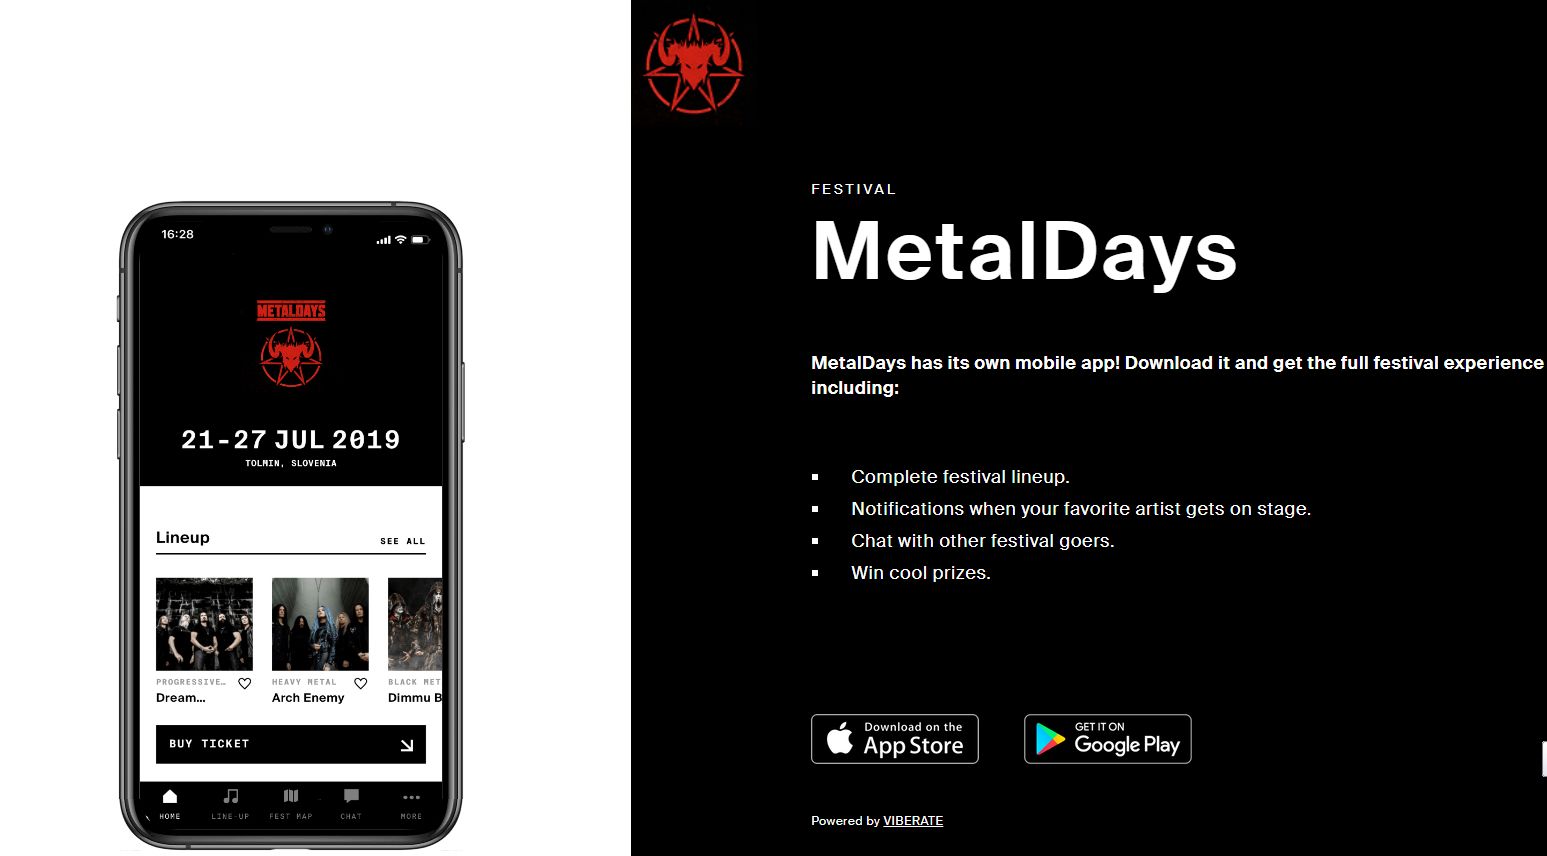 16:28
METALDAYS
21-27 JUL 2019
TOLMIN, SLOVENIA
Lineup
SEE ALL
PROGRESSIVE…
Dream...
HEAVY METAL
Arch Enemy
BLACK MET
Dimmu B
BUY TICKET
HOME
LINE-UP
FEST MAP
CHAT
MORE
FESTIVAL
MetalDays
MetalDays has its own mobile app! Download it and get the full festival experience
including:
Complete festival lineup.
Notifications when your favorite artist gets on stage.
Chat with other festival goers.
Win cool prizes.
Download on the
App Store
GET IT ON
Google Play
Powered by VIBERATE